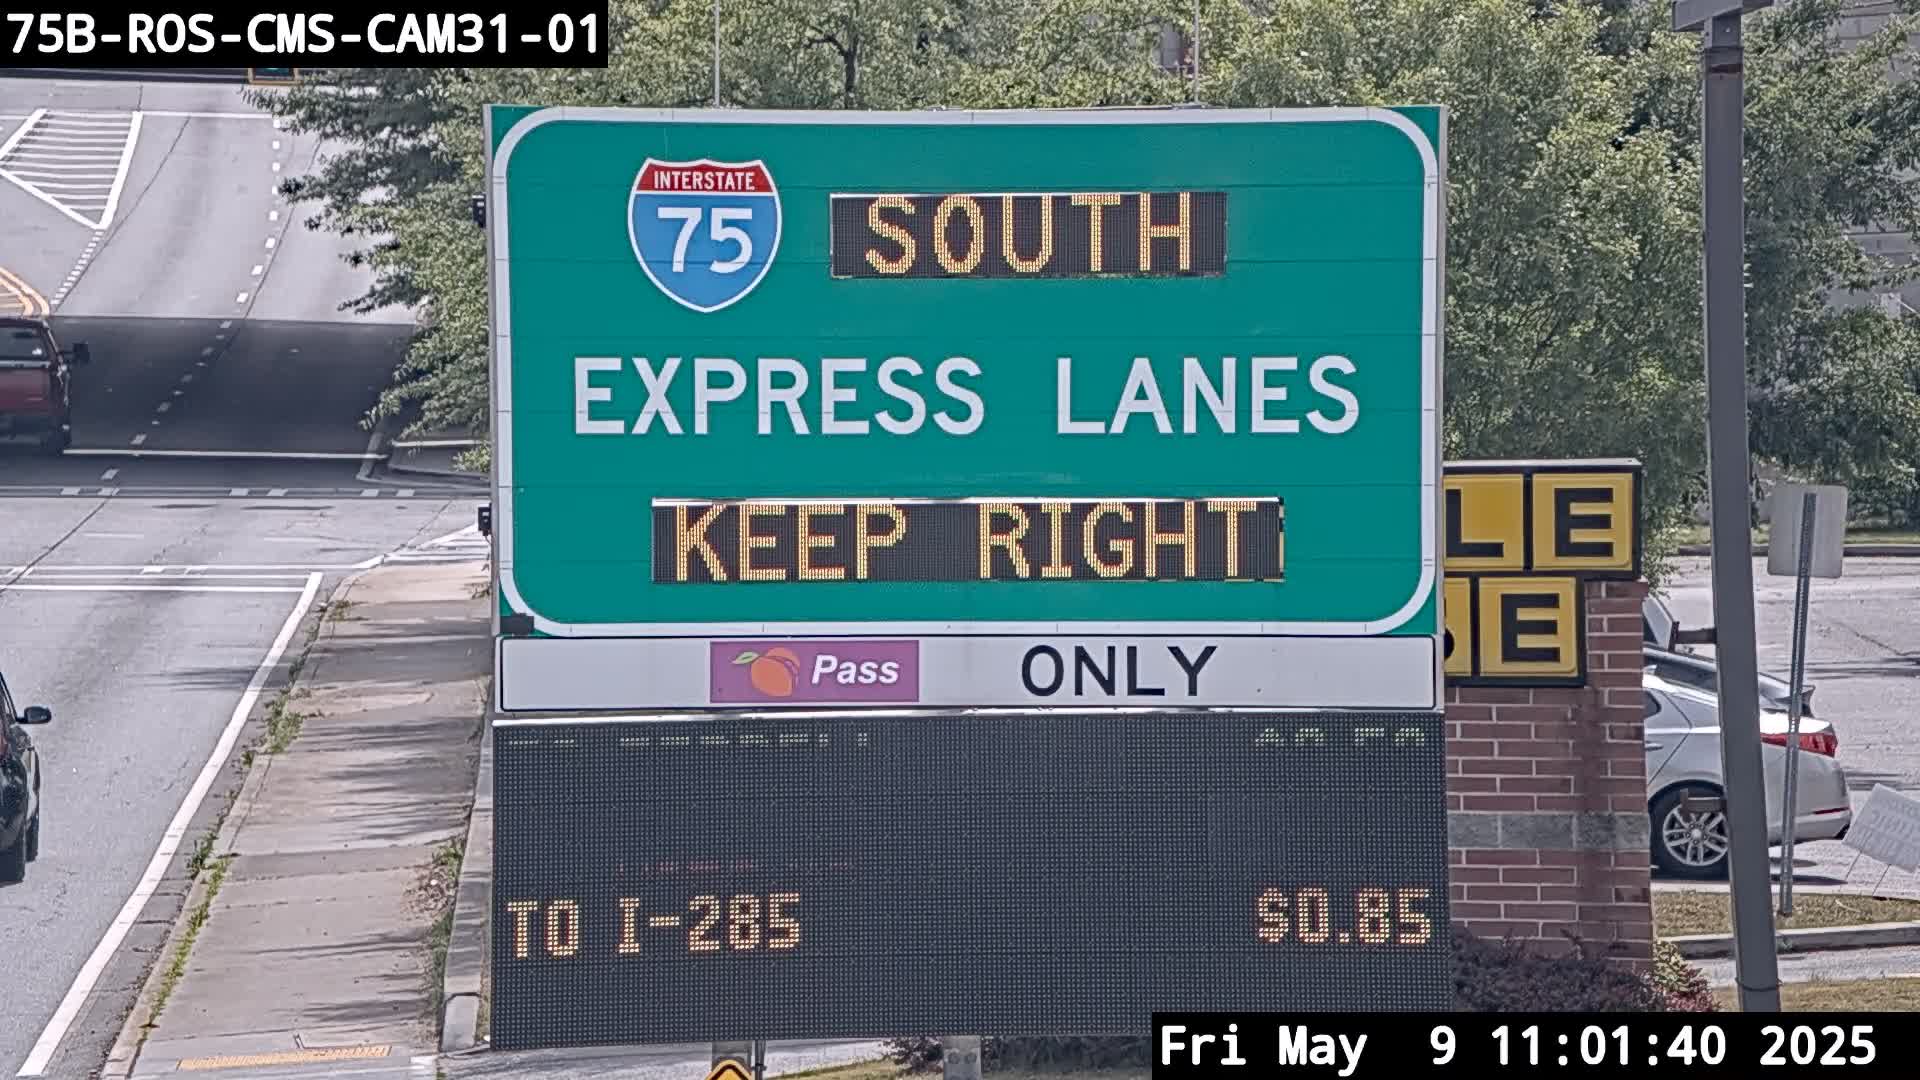 75B-ROS-CMS-CAM31-01
INTERSTATE
75
SOUTH
EXPRESS LANES
KEEP RIGHT
Pass ONLY
TO I-285 $0.85
LE
E
Fri May 9 11:01:40 2025